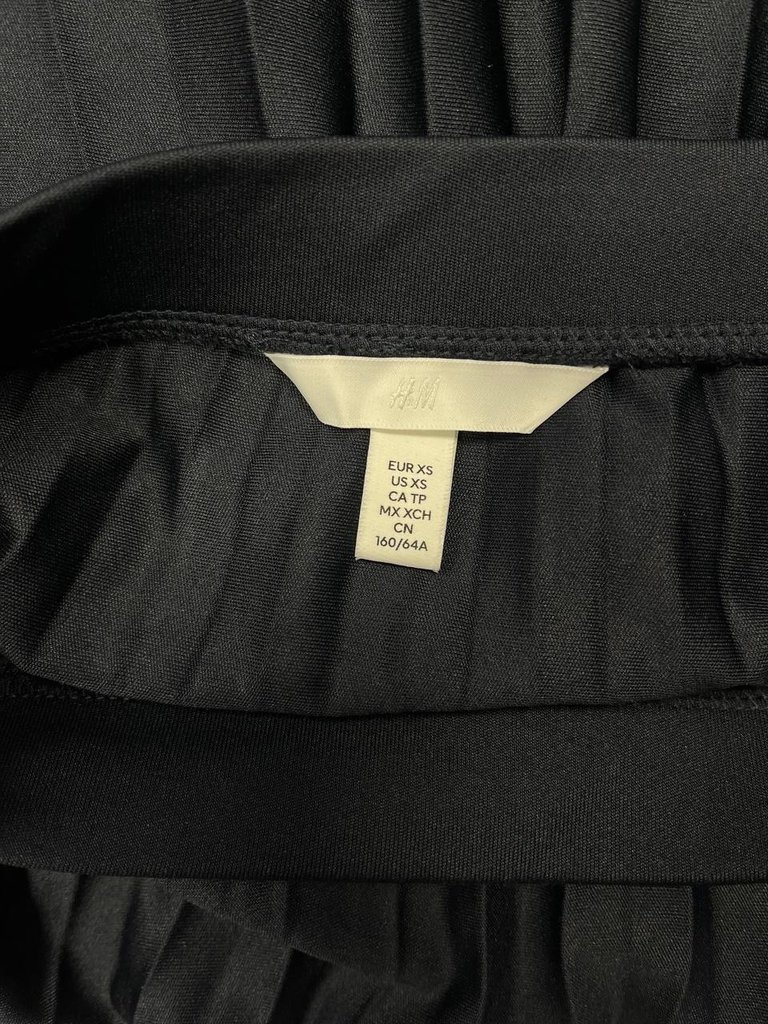 H&M
EUR XS
US XS
CA TP
MX XCH
CN
160/64A